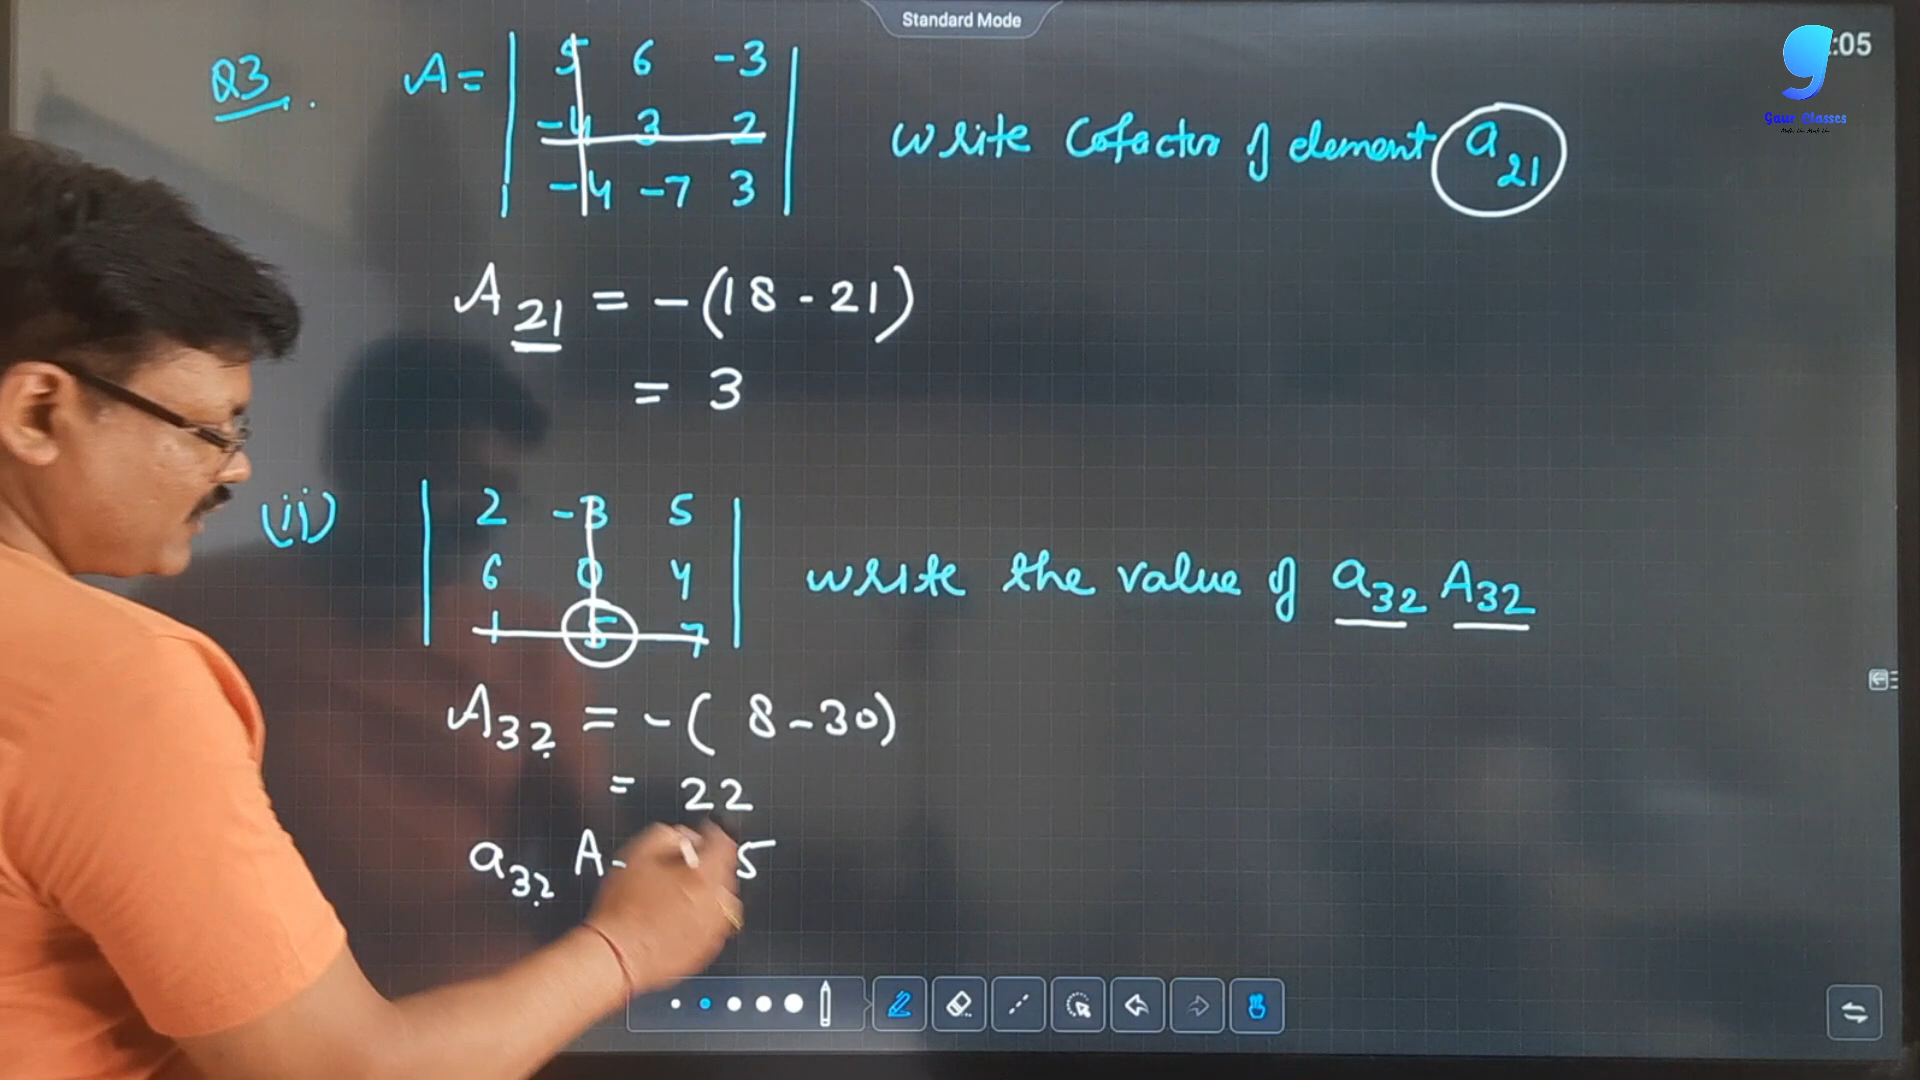 Standard Mode
:05
Gaur Classes
Q3. A = | 5 6 -3 |
| -4 3 2 | write Cofactor of element a21
| -4 -7 3 |
A21 = -(18 - 21)
= 3
(ii) | 2 -3 5 |
| 6 0 4 | write the value of a32 A32
| 1 5 7 |
A32 = -( 8 - 30)
= 22
a32 A 5